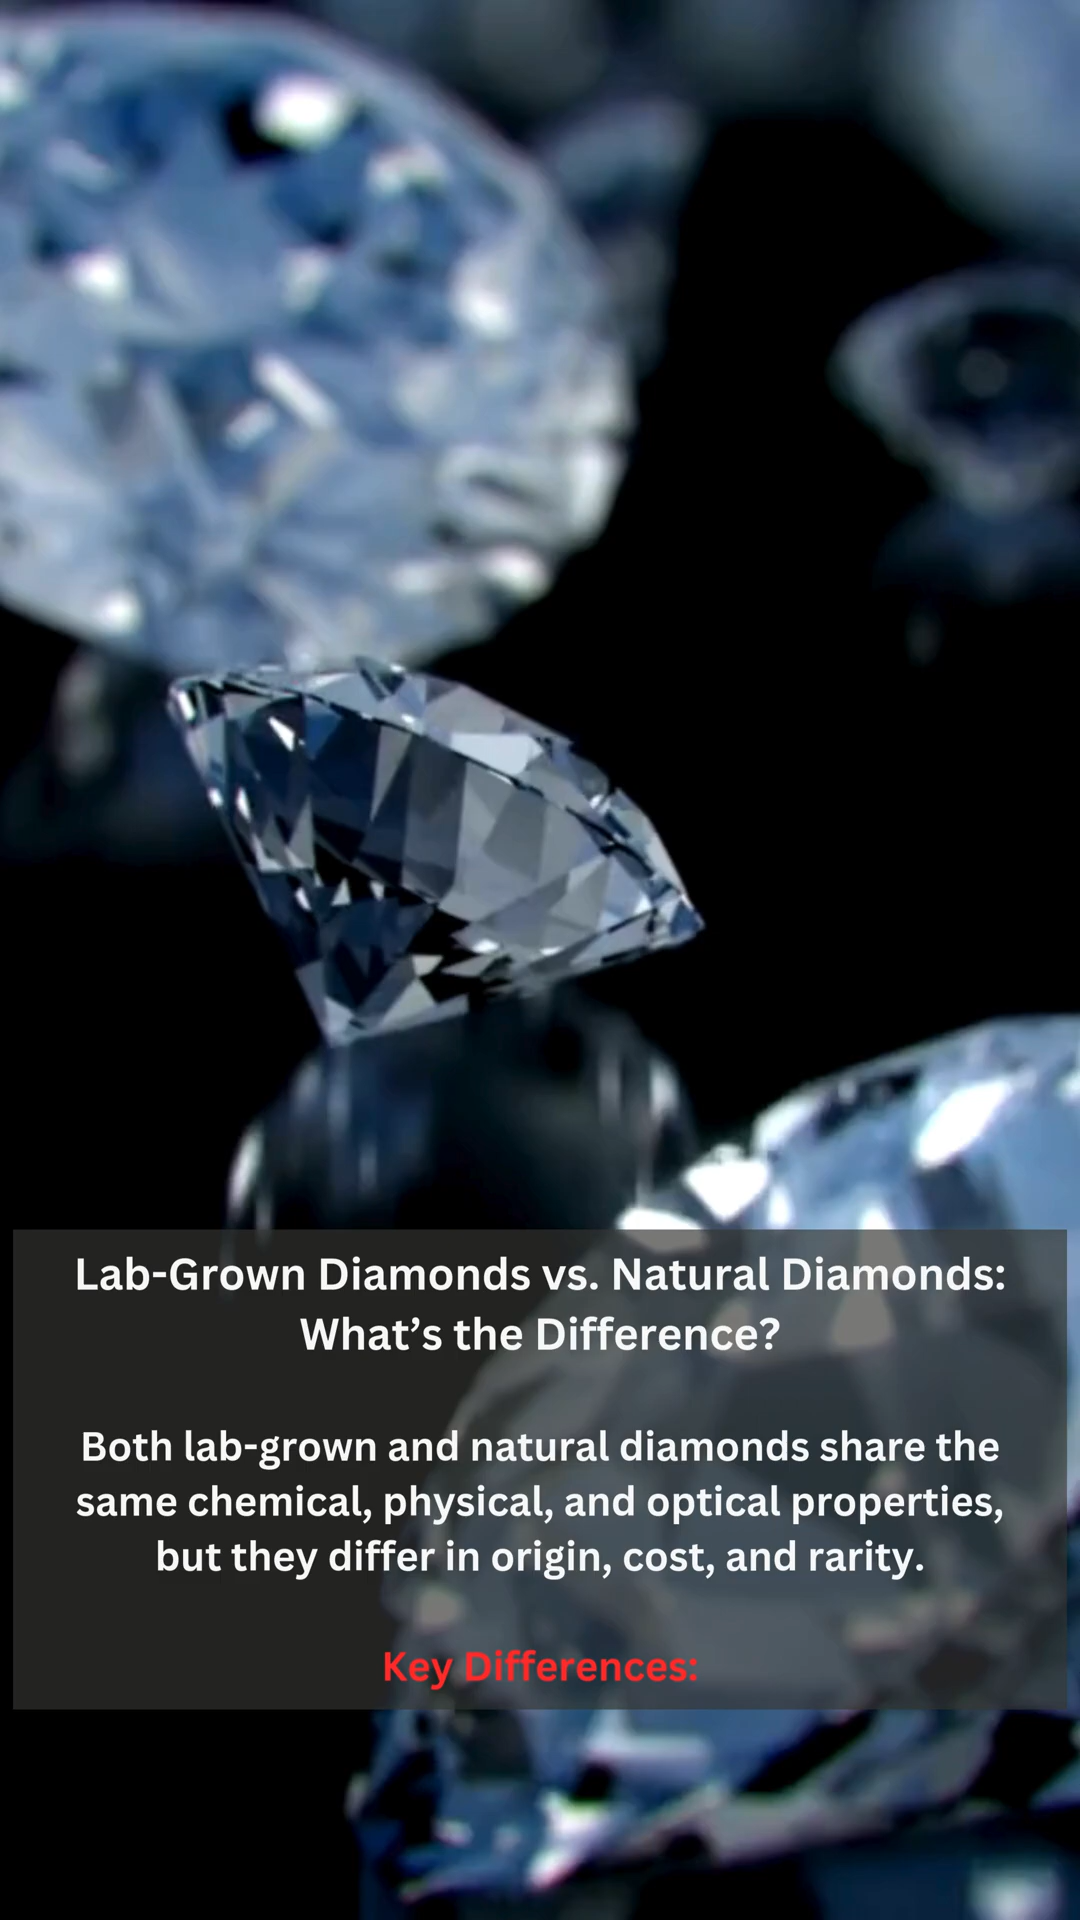 Lab-Grown Diamonds vs. Natural Diamonds:
What’s the Difference?
Both lab-grown and natural diamonds share the
same chemical, physical, and optical properties,
but they differ in origin, cost, and rarity.
Key Differences: